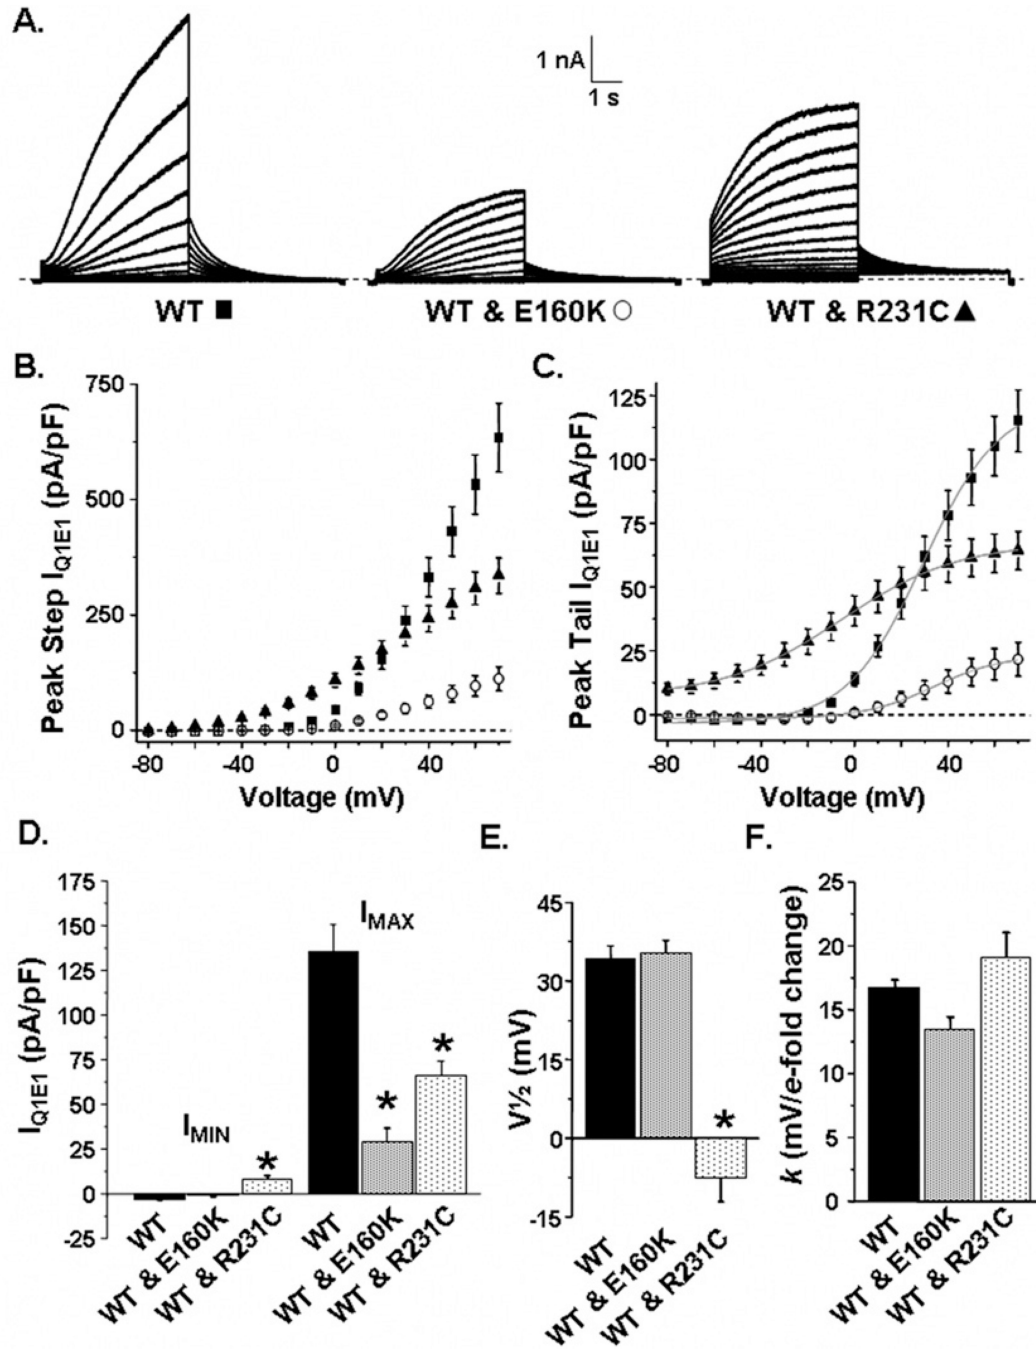 A.
1 nA
1 s
WT ■
WT & E160K ○
WT & R231C ▲
B.
Peak Step I_Q1E1 (pA/pF)
750
500
250
0
-80
-40
0
40
Voltage (mV)
C.
Peak Tail I_Q1E1 (pA/pF)
125
100
75
50
25
0
-80
-40
0
40
Voltage (mV)
D.
I_Q1E1 (pA/pF)
175
150
125
100
75
50
25
0
-25
I_MIN
I_MAX
*
*
*
WT
WT & E160K
WT & R231C
WT
WT & E160K
WT & R231C
E.
V½ (mV)
45
30
15
0
-15
*
WT
WT & E160K
WT & R231C
F.
k (mV/e-fold change)
25
20
15
10
5
0
WT
WT & E160K
WT & R231C